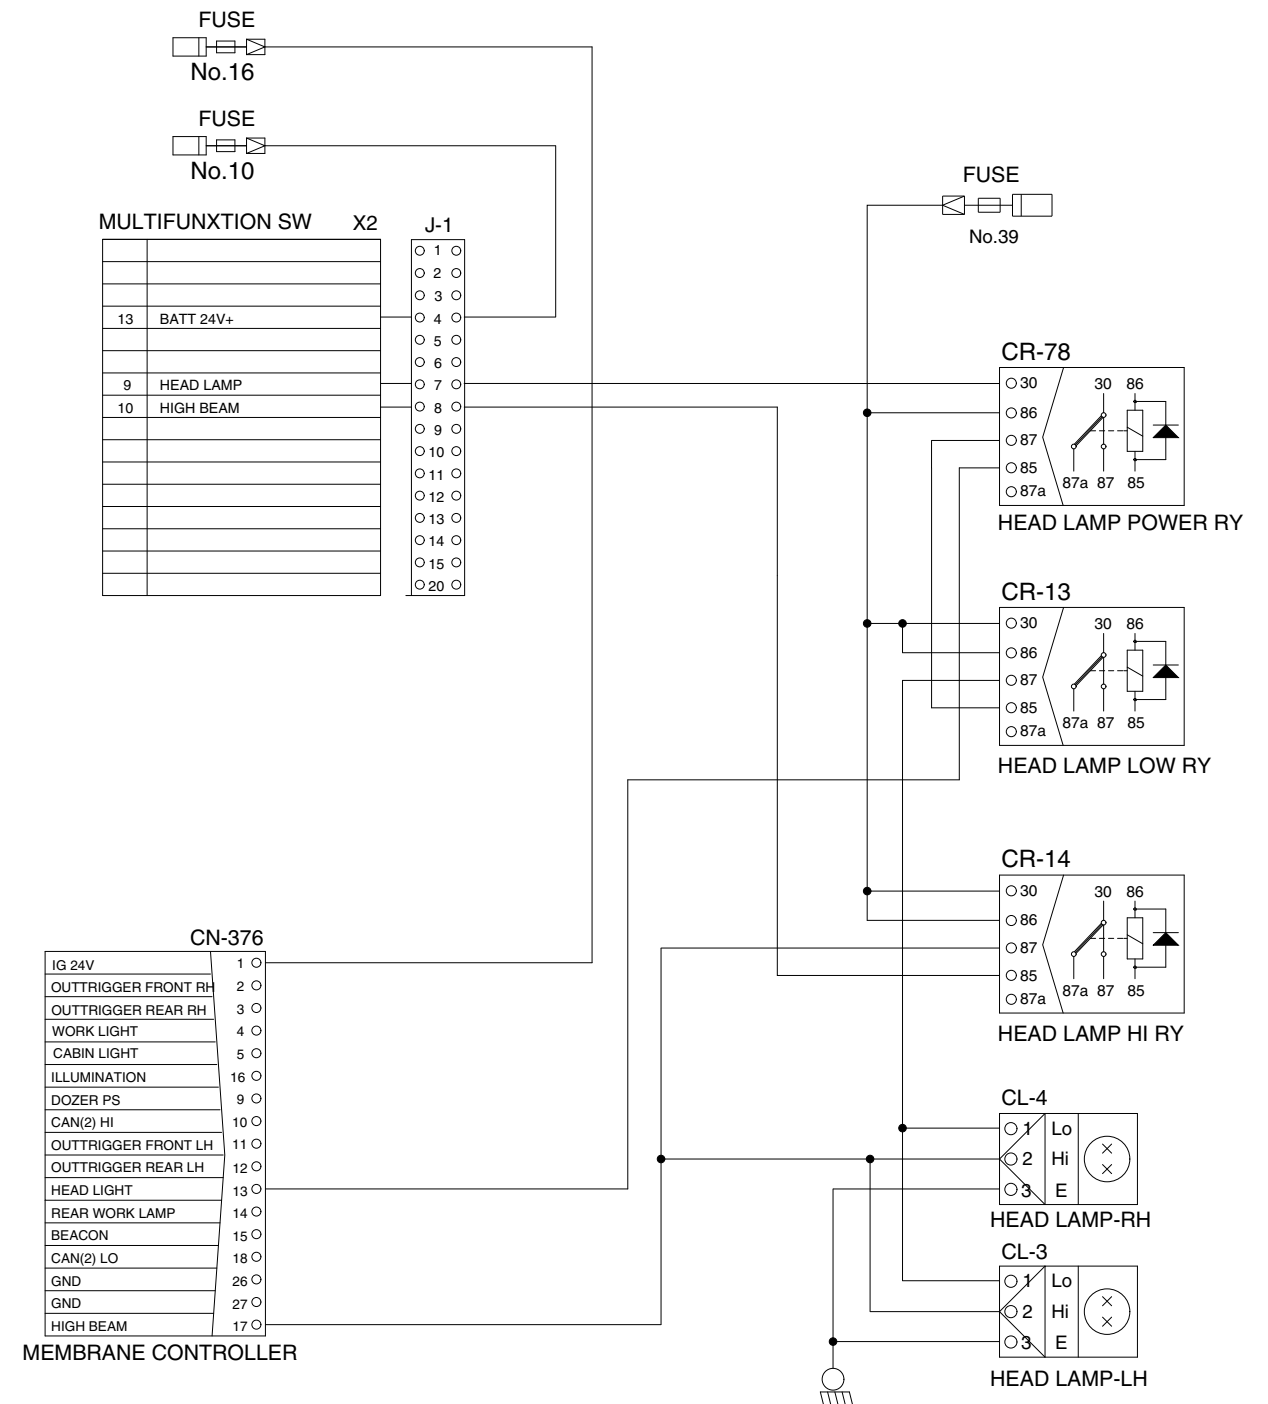 FUSE
No.16
FUSE
No.10
FUSE
No.39
MULTIFUNXTION SW X2
13 BATT 24V+
9 HEAD LAMP
10 HIGH BEAM
J-1
1
2
3
4
5
6
7
8
9
10
11
12
13
14
15
20
CR-78
30
86
87
85
87a
30 86
87a 87 85
HEAD LAMP POWER RY
CR-13
30
86
87
85
87a
30 86
87a 87 85
HEAD LAMP LOW RY
CR-14
30
86
87
85
87a
30 86
87a 87 85
HEAD LAMP HI RY
CN-376
IG 24V 1
OUTTRIGGER FRONT RH 2
OUTTRIGGER REAR RH 3
WORK LIGHT 4
CABIN LIGHT 5
ILLUMINATION 16
DOZER PS 9
CAN(2) HI 10
OUTTRIGGER FRONT LH 11
OUTTRIGGER REAR LH 12
HEAD LIGHT 13
REAR WORK LAMP 14
BEACON 15
CAN(2) LO 18
GND 26
GND 27
HIGH BEAM 17
MEMBRANE CONTROLLER
CL-4
1 Lo
2 Hi
3 E
HEAD LAMP-RH
CL-3
1 Lo
2 Hi
3 E
HEAD LAMP-LH